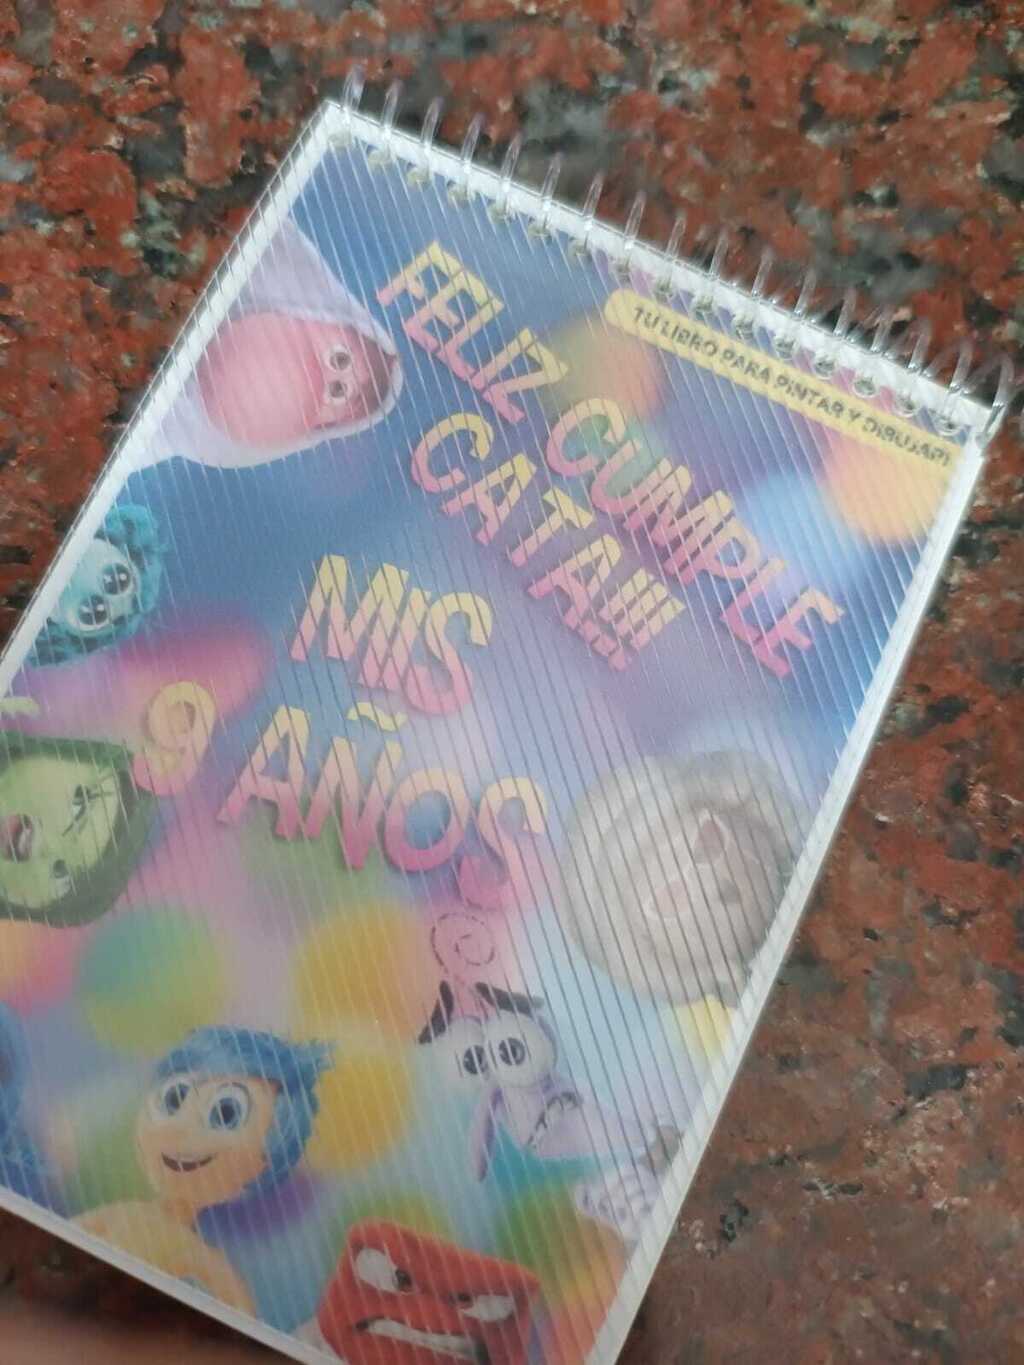 TU LIBRO PARA PINTAR Y DIBUJAR!
FELIZ CUMPLE
CATA!!!!
MIS
9 AÑOS